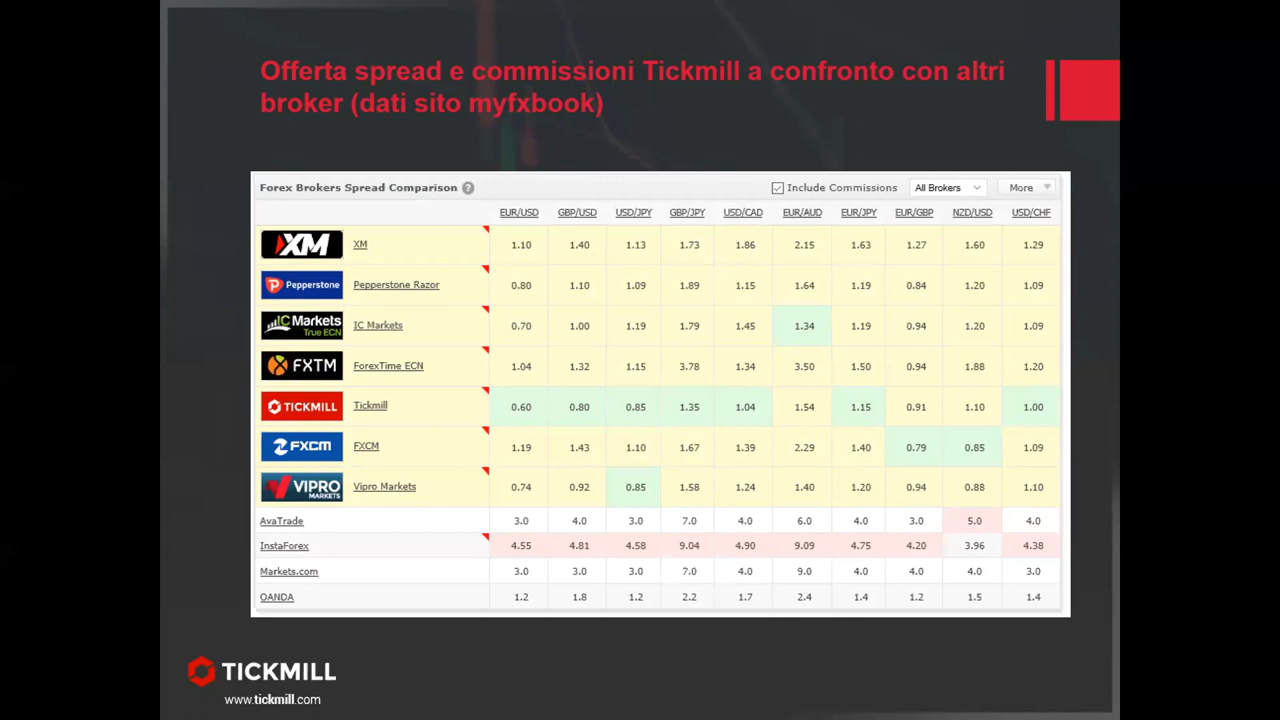 Offerta spread e commissioni Tickmill a confronto con altri
broker (dati sito myfxbook)
Forex Brokers Spread Comparison ? Include Commissions All Brokers More
EUR/USD GBP/USD USD/JPY GBP/JPY USD/CAD EUR/AUD EUR/JPY EUR/GBP NZD/USD USD/CHF
XM XM 1.10 1.40 1.13 1.73 1.86 2.15 1.63 1.27 1.60 1.29
Pepperstone Pepperstone Razor 0.80 1.10 1.09 1.89 1.15 1.64 1.19 0.84 1.20 1.09
IC Markets True ECN IC Markets 0.70 1.00 1.19 1.79 1.45 1.34 1.19 0.94 1.20 1.09
FXTM ForexTime ECN 1.04 1.32 1.15 3.78 1.34 3.50 1.50 0.94 1.88 1.20
TICKMILL Tickmill 0.60 0.80 0.85 1.35 1.04 1.54 1.15 0.91 1.10 1.00
FXCM FXCM 1.19 1.43 1.10 1.67 1.39 2.29 1.40 0.79 0.85 1.09
VIPRO MARKETS Vipro Markets 0.74 0.92 0.85 1.58 1.24 1.40 1.20 0.94 0.88 1.10
AvaTrade 3.0 4.0 3.0 7.0 4.0 6.0 4.0 3.0 5.0 4.0
InstaForex 4.55 4.81 4.58 9.04 4.90 9.09 4.75 4.20 3.96 4.38
Markets.com 3.0 3.0 3.0 7.0 4.0 9.0 4.0 4.0 4.0 3.0
OANDA 1.2 1.8 1.2 2.2 1.7 2.4 1.4 1.2 1.5 1.4
TICKMILL
www.tickmill.com